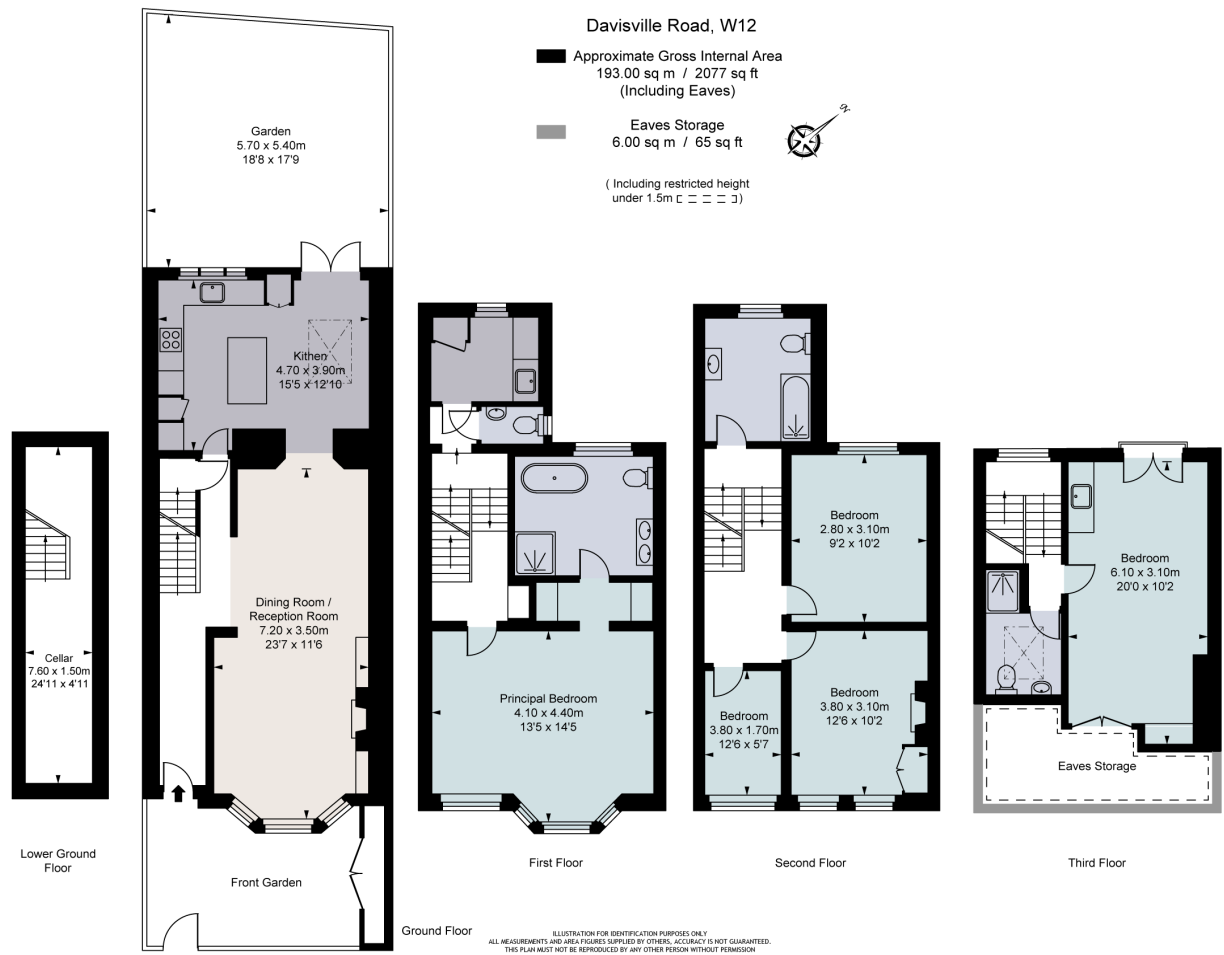 Davisville Road, W12
Approximate Gross Internal Area
193.00 sq m / 2077 sq ft
(Including Eaves)
Eaves Storage
6.00 sq m / 65 sq ft
N
( Including restricted height
under 1.5m )
Garden
5.70 x 5.40m
18'8 x 17'9
Kithen
4.70 x 3.90m
15'5 x 12'10
Dining Room /
Reception Room
7.20 x 3.50m
23'7 x 11'6
Cellar
7.60 x 1.50m
24'11 x 4'11
Lower Ground
Floor
Front Garden
Ground Floor
Principal Bedroom
4.10 x 4.40m
13'5 x 14'5
First Floor
Bedroom
2.80 x 3.10m
9'2 x 10'2
Bedroom
3.80 x 3.10m
12'6 x 10'2
Bedroom
3.80 x 1.70m
12'6 x 5'7
Second Floor
Bedroom
6.10 x 3.10m
20'0 x 10'2
Eaves Storage
Third Floor
ILLUSTRATION FOR IDENTIFICATION PURPOSES ONLY
ALL MEASUREMENTS AND AREA FIGURES SUPPLIED BY OTHERS, ACCURACY IS NOT GUARANTEED.
THIS PLAN MUST NOT BE REPRODUCED BY ANY OTHER PERSON WITHOUT PERMISSION